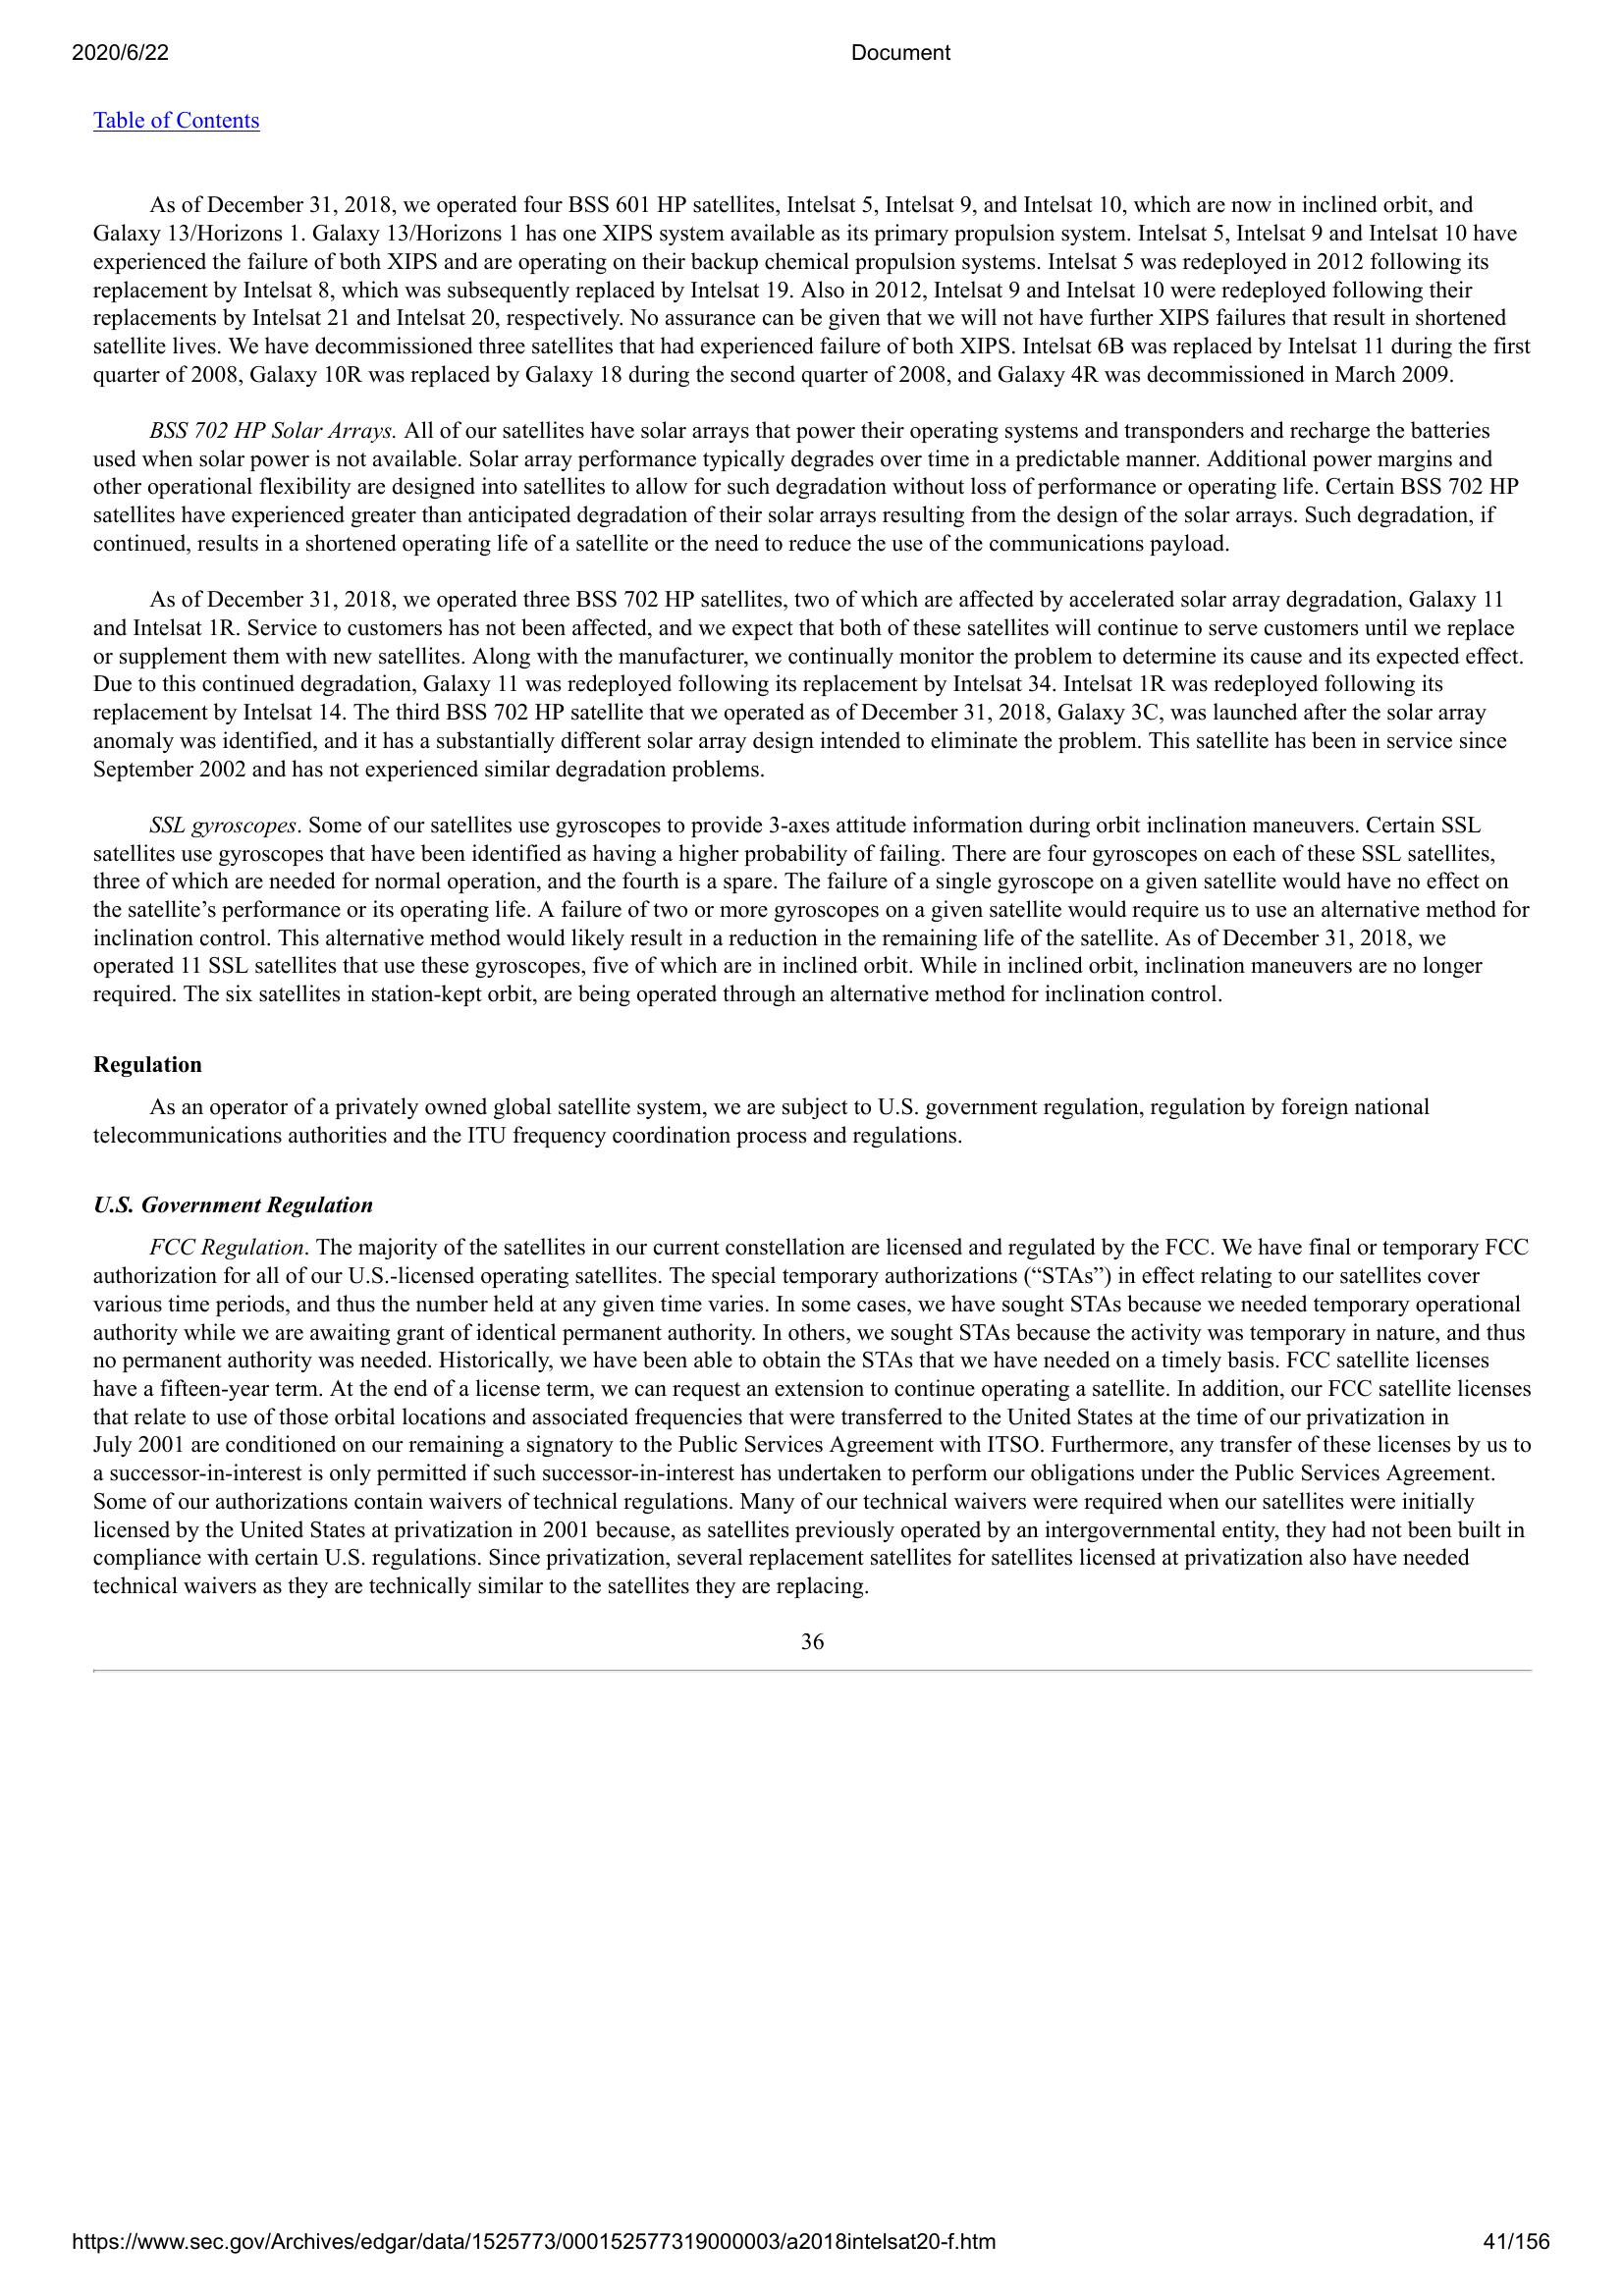 2020/6/22
Document
Table of Contents
As of December 31, 2018, we operated four BSS 601 HP satellites, Intelsat 5, Intelsat 9, and Intelsat 10, which are now in inclined orbit, and
Galaxy 13/Horizons 1. Galaxy 13/Horizons 1 has one XIPS system available as its primary propulsion system. Intelsat 5, Intelsat 9 and Intelsat 10 have
experienced the failure of both XIPS and are operating on their backup chemical propulsion systems. Intelsat 5 was redeployed in 2012 following its
replacement by Intelsat 8, which was subsequently replaced by Intelsat 19. Also in 2012, Intelsat 9 and Intelsat 10 were redeployed following their
replacements by Intelsat 21 and Intelsat 20, respectively. No assurance can be given that we will not have further XIPS failures that result in shortened
satellite lives. We have decommissioned three satellites that had experienced failure of both XIPS. Intelsat 6B was replaced by Intelsat 11 during the first
quarter of 2008, Galaxy 10R was replaced by Galaxy 18 during the second quarter of 2008, and Galaxy 4R was decommissioned in March 2009.
BSS 702 HP Solar Arrays. All of our satellites have solar arrays that power their operating systems and transponders and recharge the batteries
used when solar power is not available. Solar array performance typically degrades over time in a predictable manner. Additional power margins and
other operational flexibility are designed into satellites to allow for such degradation without loss of performance or operating life. Certain BSS 702 HP
satellites have experienced greater than anticipated degradation of their solar arrays resulting from the design of the solar arrays. Such degradation, if
continued, results in a shortened operating life of a satellite or the need to reduce the use of the communications payload.
As of December 31, 2018, we operated three BSS 702 HP satellites, two of which are affected by accelerated solar array degradation, Galaxy 11
and Intelsat 1R. Service to customers has not been affected, and we expect that both of these satellites will continue to serve customers until we replace
or supplement them with new satellites. Along with the manufacturer, we continually monitor the problem to determine its cause and its expected effect.
Due to this continued degradation, Galaxy 11 was redeployed following its replacement by Intelsat 34. Intelsat 1R was redeployed following its
replacement by Intelsat 14. The third BSS 702 HP satellite that we operated as of December 31, 2018, Galaxy 3C, was launched after the solar array
anomaly was identified, and it has a substantially different solar array design intended to eliminate the problem. This satellite has been in service since
September 2002 and has not experienced similar degradation problems.
SSL gyroscopes. Some of our satellites use gyroscopes to provide 3-axes attitude information during orbit inclination maneuvers. Certain SSL
satellites use gyroscopes that have been identified as having a higher probability of failing. There are four gyroscopes on each of these SSL satellites,
three of which are needed for normal operation, and the fourth is a spare. The failure of a single gyroscope on a given satellite would have no effect on
the satellite’s performance or its operating life. A failure of two or more gyroscopes on a given satellite would require us to use an alternative method for
inclination control. This alternative method would likely result in a reduction in the remaining life of the satellite. As of December 31, 2018, we
operated 11 SSL satellites that use these gyroscopes, five of which are in inclined orbit. While in inclined orbit, inclination maneuvers are no longer
required. The six satellites in station-kept orbit, are being operated through an alternative method for inclination control.
Regulation
As an operator of a privately owned global satellite system, we are subject to U.S. government regulation, regulation by foreign national
telecommunications authorities and the ITU frequency coordination process and regulations.
U.S. Government Regulation
FCC Regulation. The majority of the satellites in our current constellation are licensed and regulated by the FCC. We have final or temporary FCC
authorization for all of our U.S.-licensed operating satellites. The special temporary authorizations (“STAs”) in effect relating to our satellites cover
various time periods, and thus the number held at any given time varies. In some cases, we have sought STAs because we needed temporary operational
authority while we are awaiting grant of identical permanent authority. In others, we sought STAs because the activity was temporary in nature, and thus
no permanent authority was needed. Historically, we have been able to obtain the STAs that we have needed on a timely basis. FCC satellite licenses
have a fifteen-year term. At the end of a license term, we can request an extension to continue operating a satellite. In addition, our FCC satellite licenses
that relate to use of those orbital locations and associated frequencies that were transferred to the United States at the time of our privatization in
July 2001 are conditioned on our remaining a signatory to the Public Services Agreement with ITSO. Furthermore, any transfer of these licenses by us to
a successor-in-interest is only permitted if such successor-in-interest has undertaken to perform our obligations under the Public Services Agreement.
Some of our authorizations contain waivers of technical regulations. Many of our technical waivers were required when our satellites were initially
licensed by the United States at privatization in 2001 because, as satellites previously operated by an intergovernmental entity, they had not been built in
compliance with certain U.S. regulations. Since privatization, several replacement satellites for satellites licensed at privatization also have needed
technical waivers as they are technically similar to the satellites they are replacing.
36
https://www.sec.gov/Archives/edgar/data/1525773/000152577319000003/a2018intelsat20-f.htm
41/156